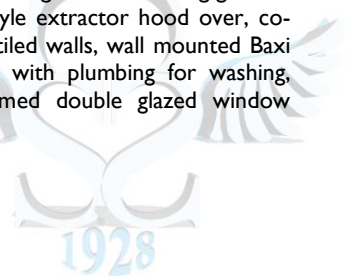 yle extractor hood over, co-
tiled walls, wall mounted Baxi
with plumbing for washing,
med double glazed window
1928